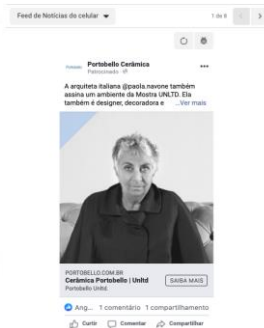 Feed de Notícias do celular
1 de 8
Portobello Cerâmica
Patrocinado
A arquiteta italiana @paola.navone também
assina um ambiente da Mostra UNLTD. Ela
também é designer, decoradora e ...Ver mais
PORTOBELLO.COM.BR
Cerâmica Portobello | Unltd
Portobello Unltd.
SAIBA MAIS
Ang... 1 comentário 1 compartilhamento
Curtir Comentar Compartilhar